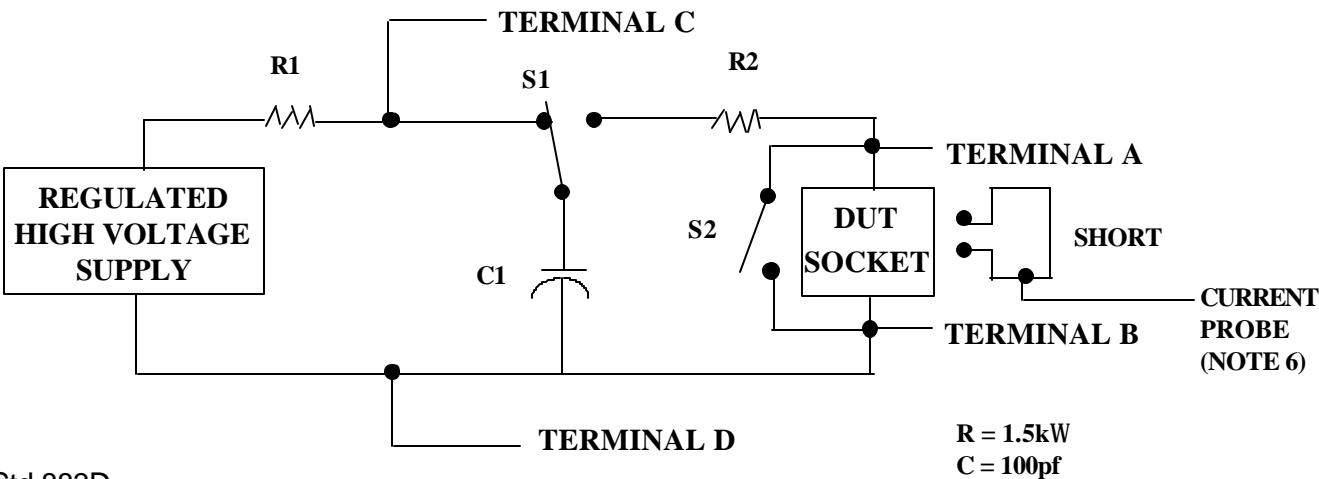 TERMINAL C
R1
S1
R2
REGULATED
HIGH VOLTAGE
SUPPLY
C1
S2
DUT
SOCKET
TERMINAL A
SHORT
CURRENT
PROBE
(NOTE 6)
TERMINAL B
TERMINAL D
R = 1.5kW
C = 100pf